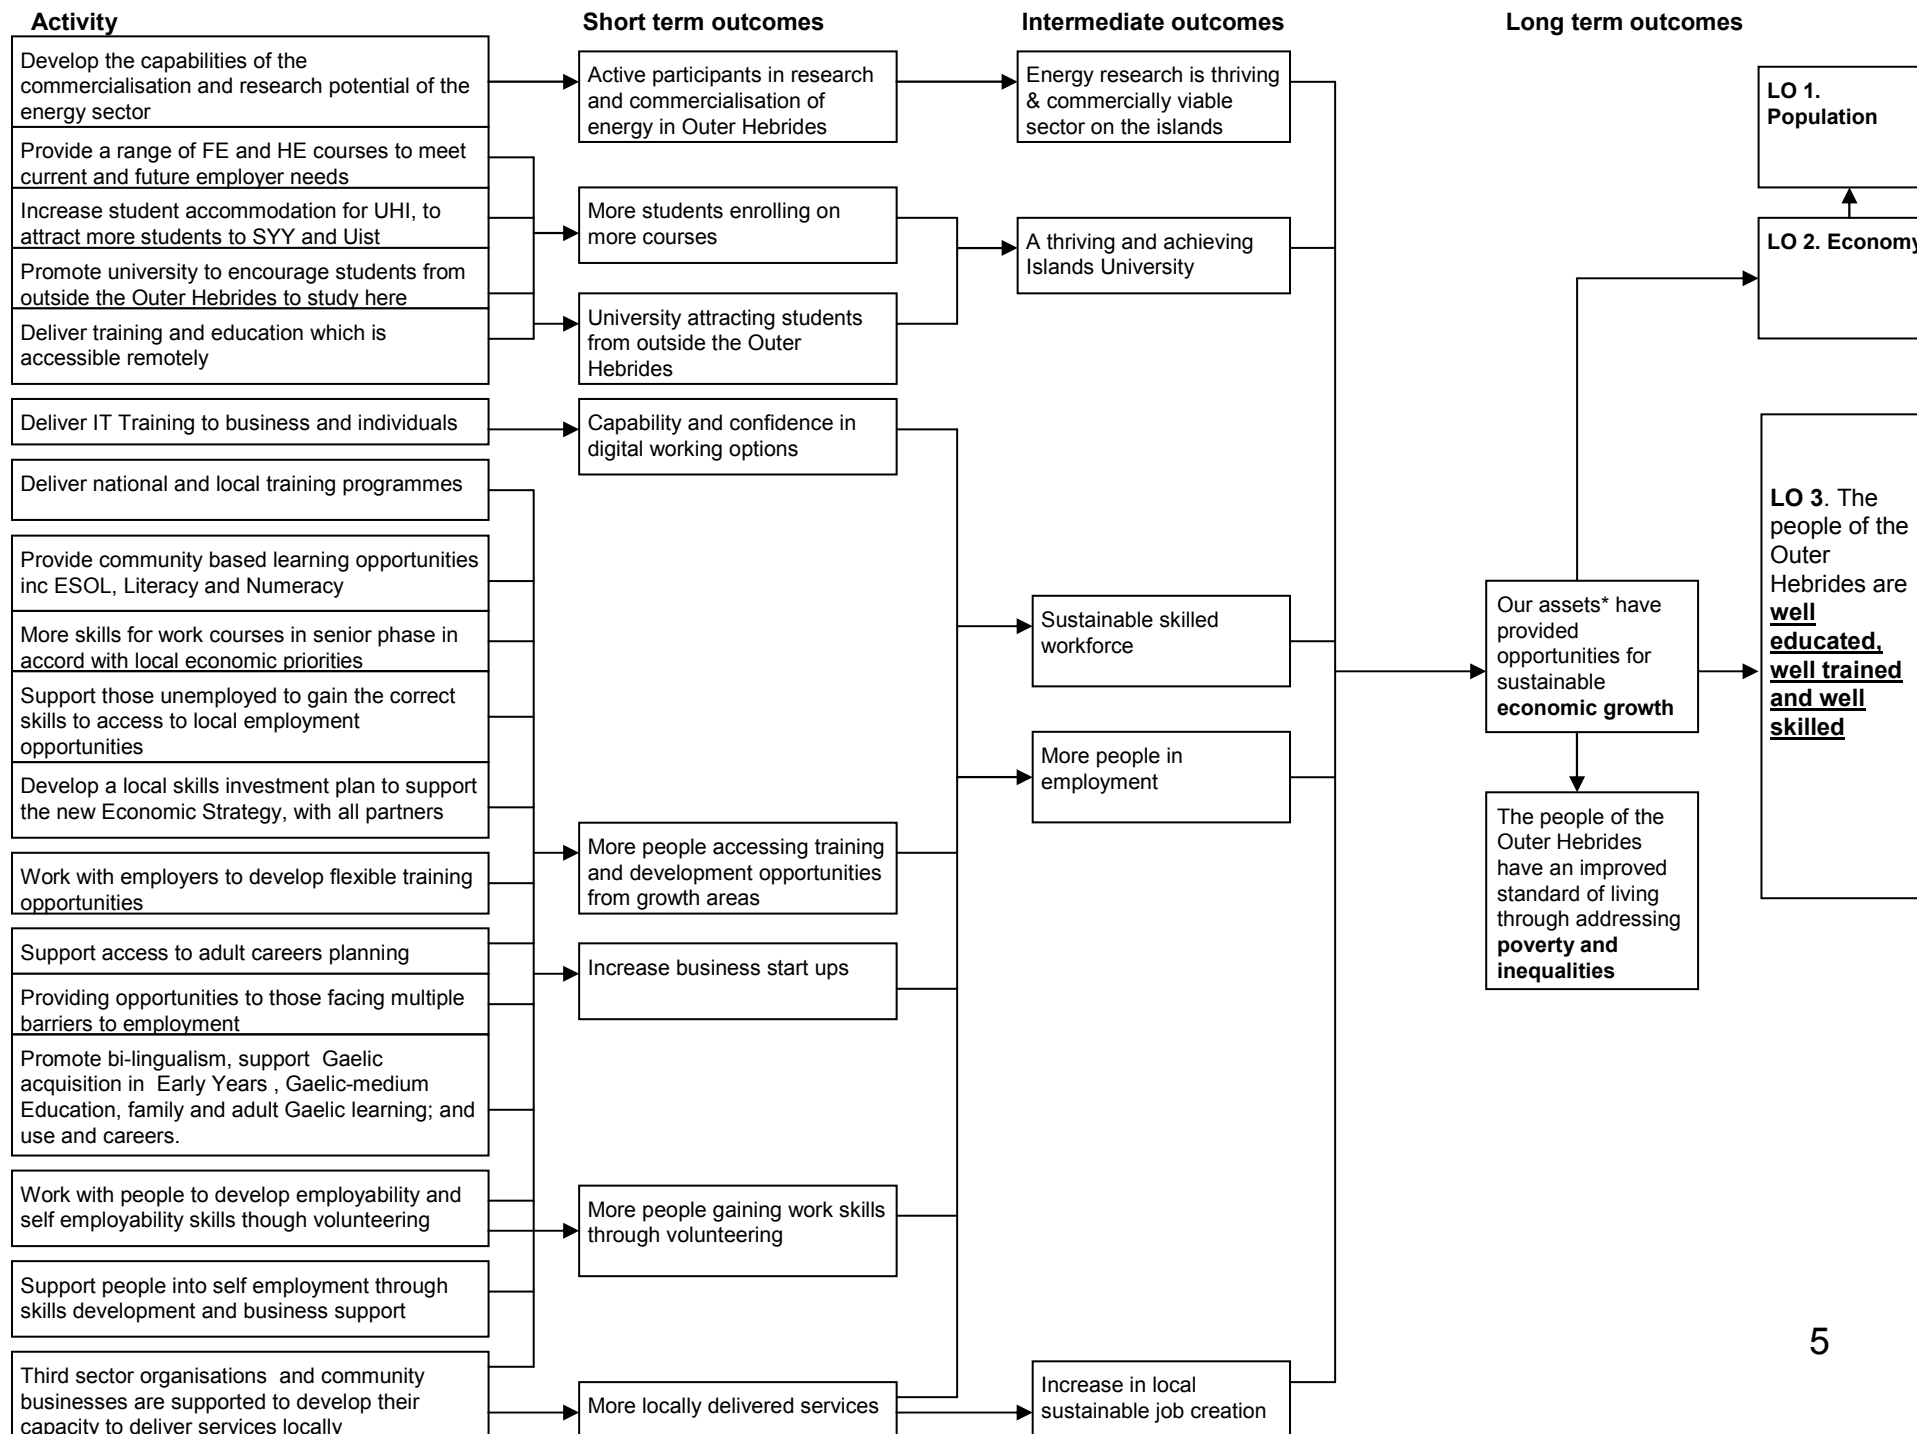 Activity
Short term outcomes
Intermediate outcomes
Long term outcomes
Develop the capabilities of the
commercialisation and research potential of the
energy sector
Provide a range of FE and HE courses to meet
current and future employer needs
Increase student accommodation for UHI, to
attract more students to SYY and Uist
Promote university to encourage students from
outside the Outer Hebrides to study here
Deliver training and education which is
accessible remotely
Deliver IT Training to business and individuals
Deliver national and local training programmes
Provide community based learning opportunities
inc ESOL, Literacy and Numeracy
More skills for work courses in senior phase in
accord with local economic priorities
Support those unemployed to gain the correct
skills to access to local employment
opportunities
Develop a local skills investment plan to support
the new Economic Strategy, with all partners
Work with employers to develop flexible training
opportunities
Support access to adult careers planning
Providing opportunities to those facing multiple
barriers to employment
Promote bi-lingualism, support  Gaelic
acquisition in  Early Years , Gaelic-medium
Education, family and adult Gaelic learning; and
use and careers.
Work with people to develop employability and
self employability skills though volunteering
Support people into self employment through
skills development and business support
Third sector organisations  and community
businesses are supported to develop their
capacity to deliver services locally
Active participants in research
and commercialisation of
energy in Outer Hebrides
More students enrolling on
more courses
University attracting students
from outside the Outer
Hebrides
Capability and confidence in
digital working options
More people accessing training
and development opportunities
from growth areas
Increase business start ups
More people gaining work skills
through volunteering
More locally delivered services
Energy research is thriving
& commercially viable
sector on the islands
A thriving and achieving
Islands University
Sustainable skilled
workforce
More people in
employment
Increase in local
sustainable job creation
Our assets* have
provided
opportunities for
sustainable
economic growth
The people of the
Outer Hebrides
have an improved
standard of living
through addressing
poverty and
inequalities
LO 1.
Population
LO 2. Economy
LO 3. The
people of the
Outer
Hebrides are
well
educated,
well trained
and well
skilled
5